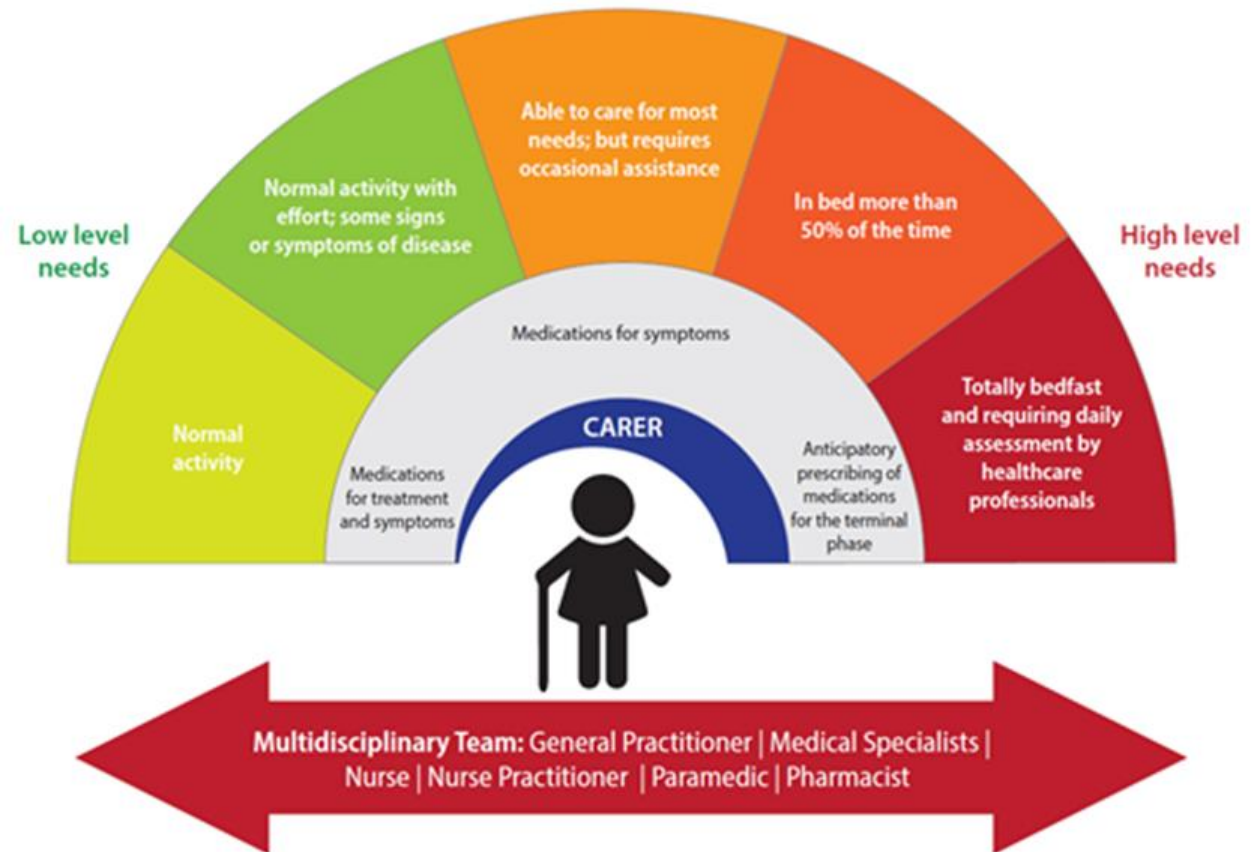 Low level
needs
Normal
activity
Normal activity with
effort; some signs
or symptoms of disease
Able to care for most
needs; but requires
occasional assistance
In bed more than
50% of the time
High level
needs
Totally bedfast
and requiring daily
assessment by
healthcare
professionals
Medications
for treatment
and symptoms
Medications for symptoms
Anticipatory
prescribing of
medications
for the terminal
phase
CARER
Multidisciplinary Team: General Practitioner | Medical Specialists |
Nurse | Nurse Practitioner | Paramedic | Pharmacist